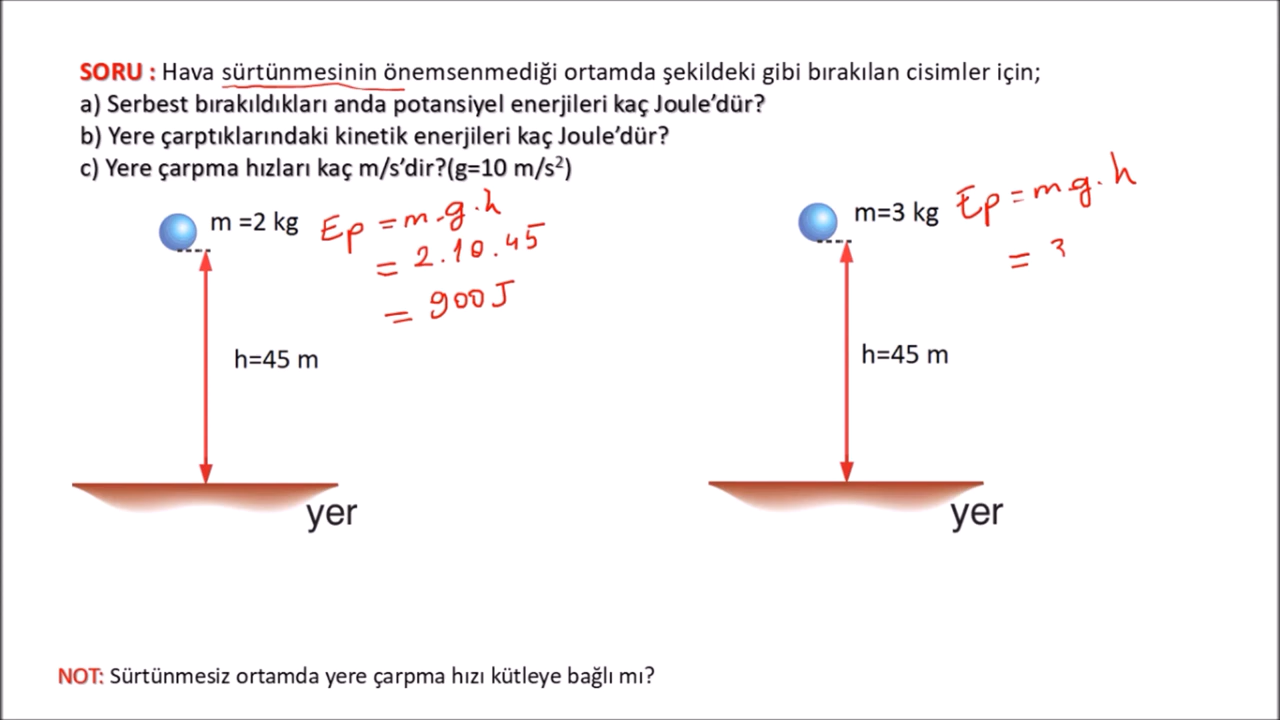 SORU : Hava sürtünmesinin önemsenmediği ortamda şekildeki gibi bırakılan cisimler için;
a) Serbest bırakıldıkları anda potansiyel enerjileri kaç Joule’dür?
b) Yere çarptıklarındaki kinetik enerjileri kaç Joule’dür?
c) Yere çarpma hızları kaç m/s’dir?(g=10 m/s²)
m =2 kg
Ep = m.g.h
= 2.10.45
= 900 J
h=45 m
yer
m=3 kg
Ep = m.g.h
= 3
h=45 m
yer
NOT: Sürtünmesiz ortamda yere çarpma hızı kütleye bağlı mı?